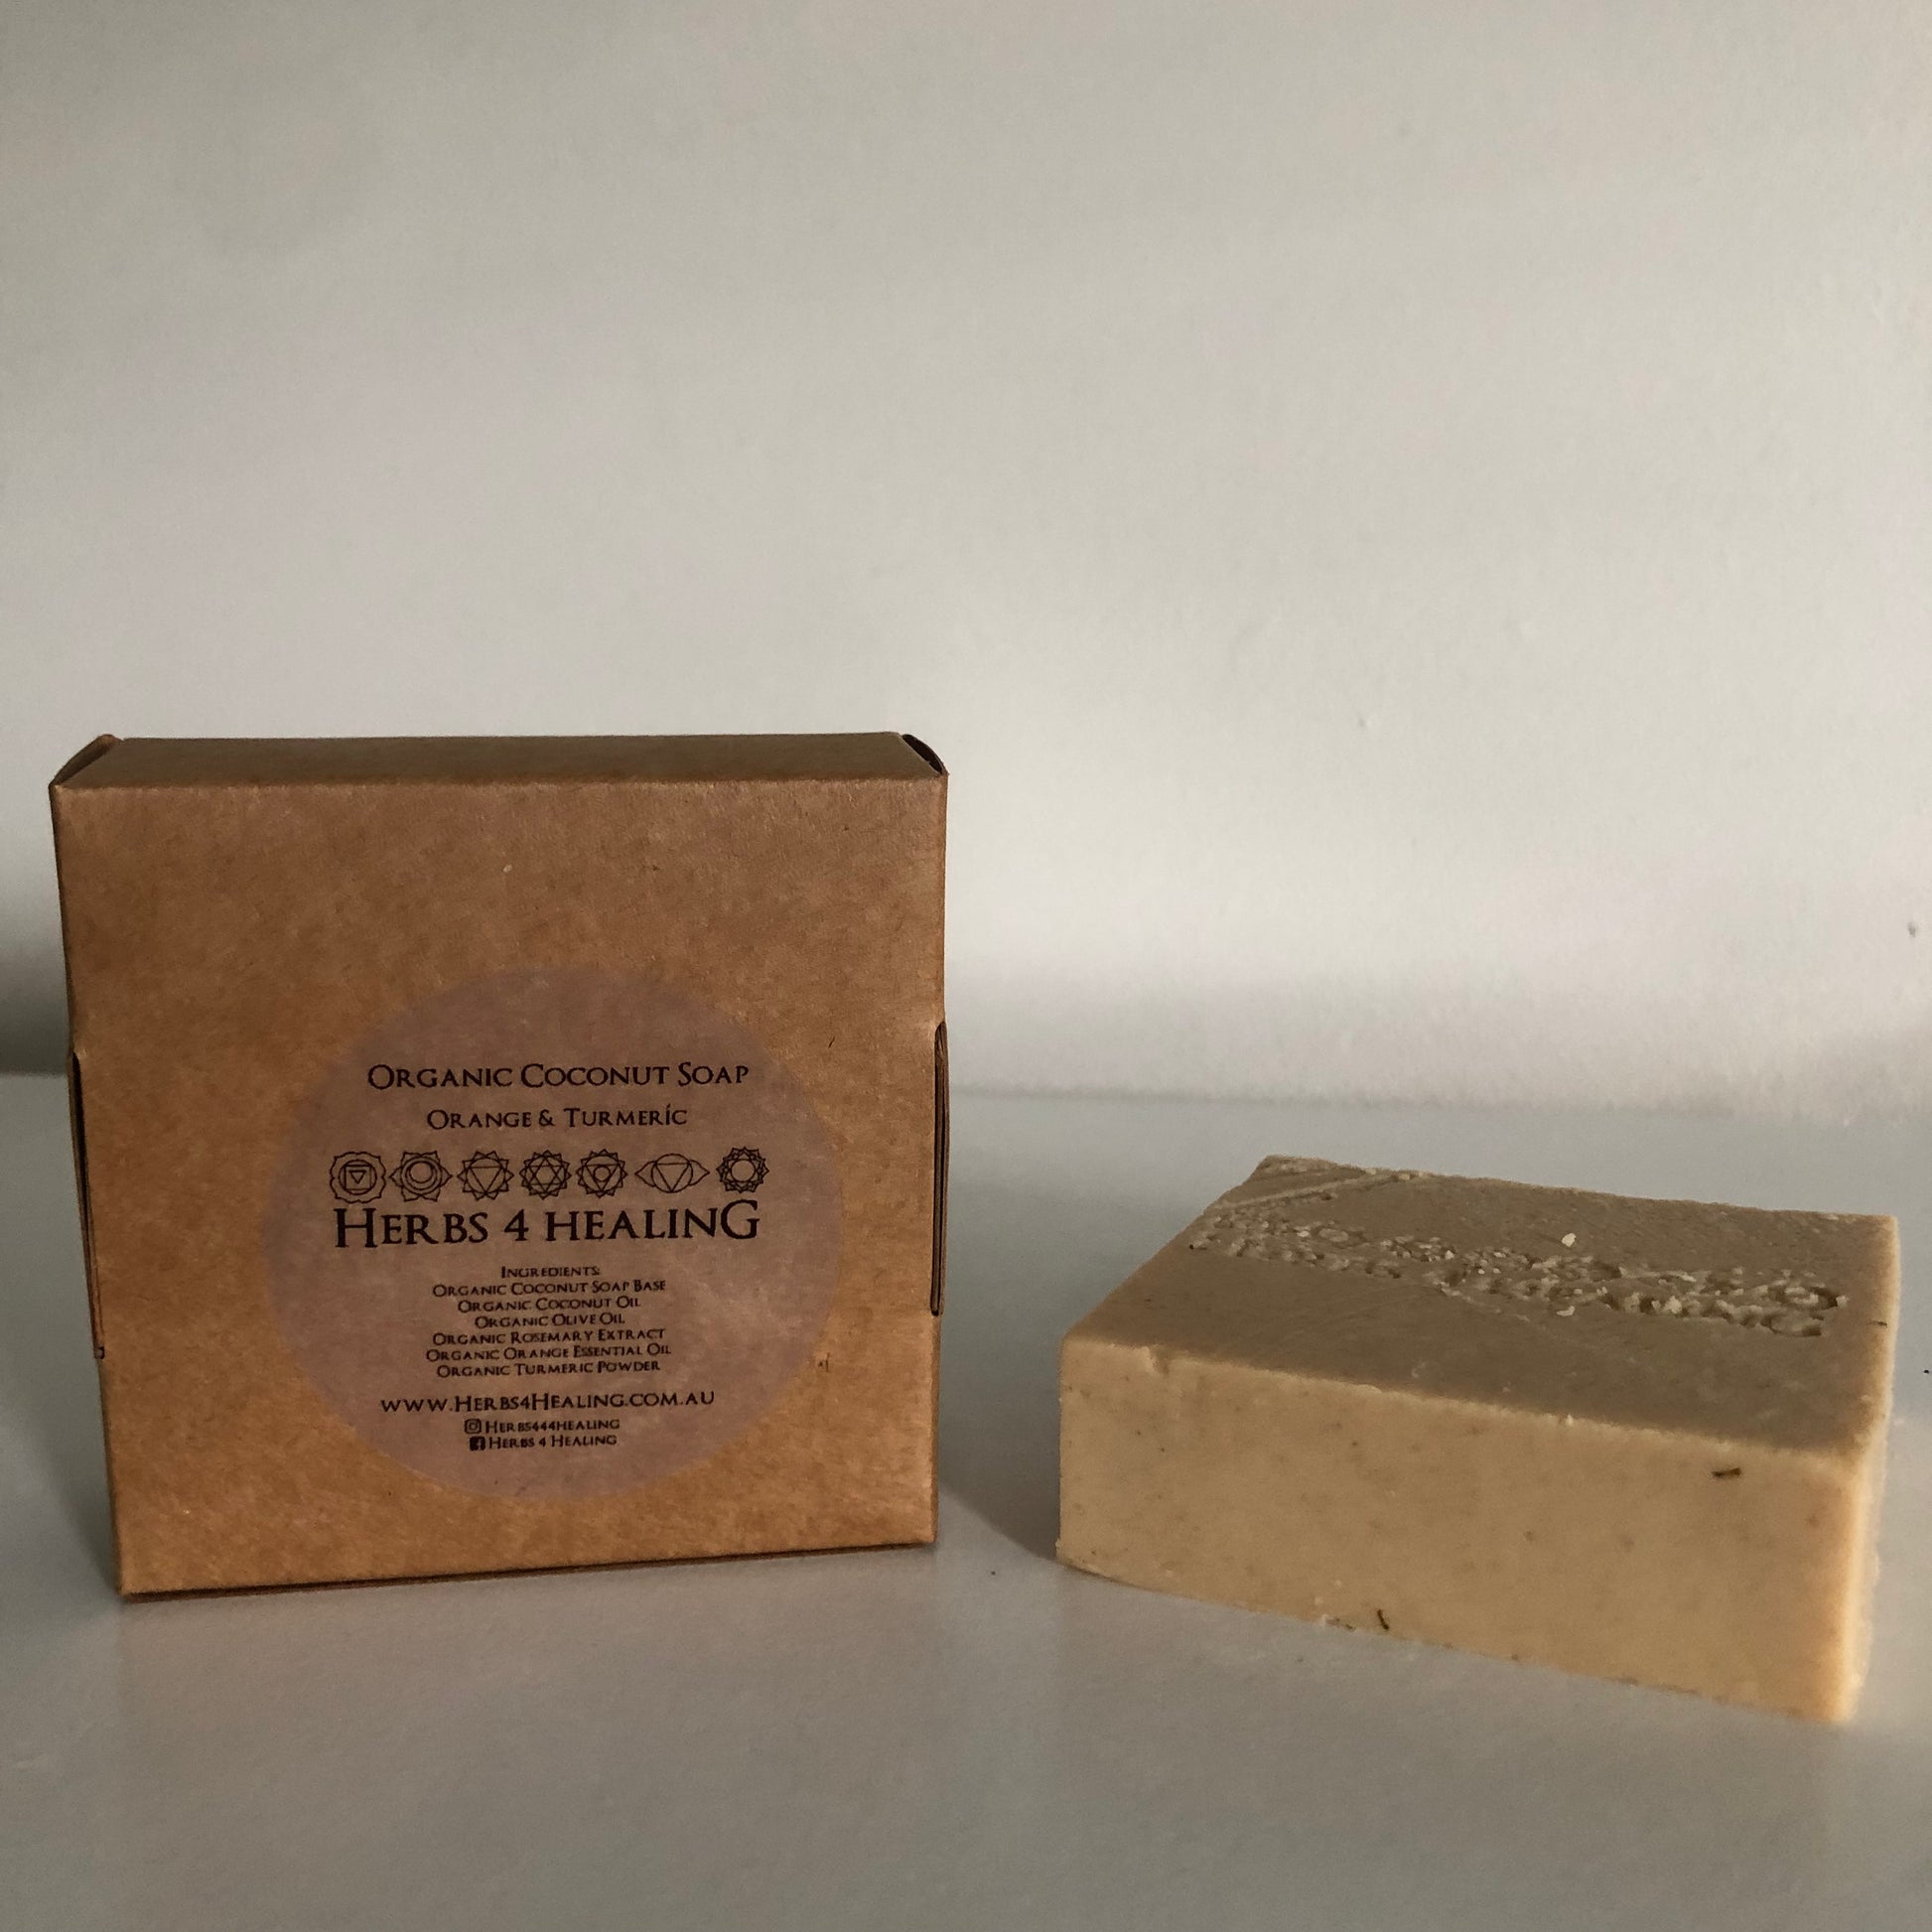 Organic Coconut Soap
Orange & Turmeríc
Herbs 4 healinG
Ingredients:
Organic Coconut Soap Base
Organic Coconut Oil
Organic Olive Oil
Organic Rosemary Extract
Organic Orange Essential Oil
Organic Turmeric Powder
www.Herbs4Healing.com.au
Herbs444healing
Herbs 4 Healing